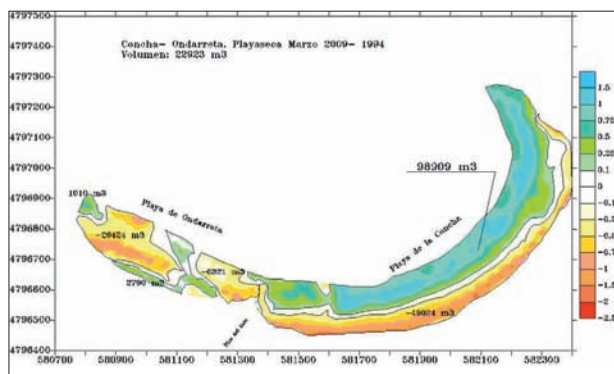 4797500
4797400
4797300
4797200
4797100
4797000
4796900
4796800
4796700
4796600
4796500
4796400
Concha- Ondarreta, Playaseca Marzo 2009- 1994
Volumen: 22923 m3
98909 m3
1010 m3
Playa de Ondarreta
-26424 m3
2790 m3
m3
Playa de la Concha
m3
580700 580900 581100 581300 581500 581700 581900 582100 582300
1.5
1
0.75
0.5
0.25
0.1
0
-0.1
-1
-1.5
-2
-2.5